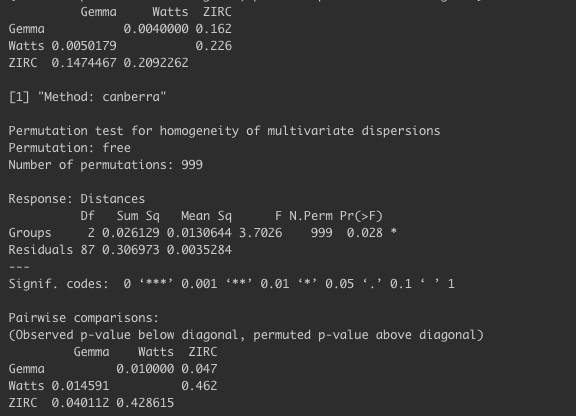 Gemma Watts ZIRC
Gemma 0.0040000 0.162
Watts 0.0050179 0.226
ZIRC 0.1474467 0.2092262
[1] "Method: canberra"
Permutation test for homogeneity of multivariate dispersions
Permutation: free
Number of permutations: 999
Response: Distances
Df Sum Sq Mean Sq F N.Perm Pr(>F)
Groups 2 0.026129 0.0130644 3.7026 999 0.028 *
Residuals 87 0.306973 0.0035284
---
Signif. codes: 0 ‘***’ 0.001 ‘**’ 0.01 ‘*’ 0.05 ‘.’ 0.1 ‘ ’ 1
Pairwise comparisons:
(Observed p-value below diagonal, permuted p-value above diagonal)
Gemma Watts ZIRC
Gemma 0.010000 0.047
Watts 0.014591 0.462
ZIRC 0.040112 0.428615